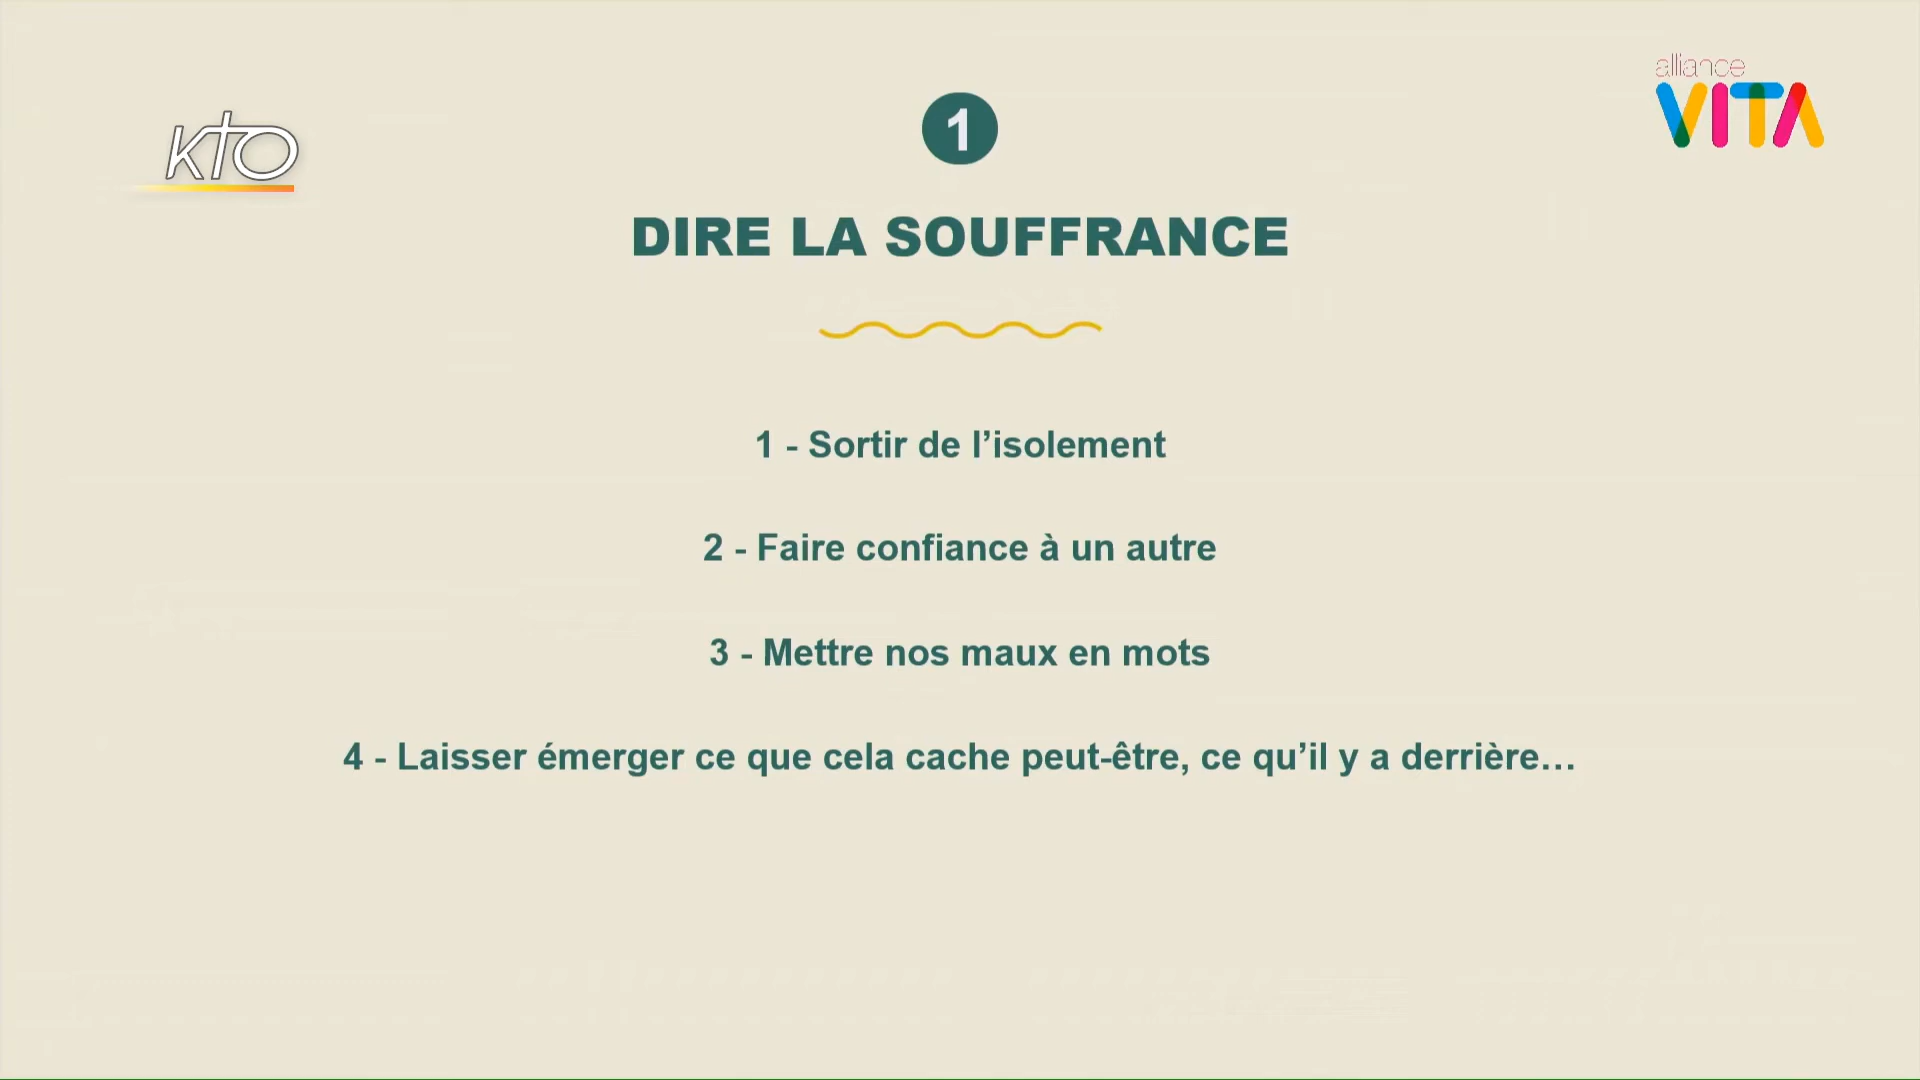 alliance
VITA
KTO
1
DIRE LA SOUFFRANCE
1 - Sortir de l’isolement
2 - Faire confiance à un autre
3 - Mettre nos maux en mots
4 - Laisser émerger ce que cela cache peut-être, ce qu’il y a derrière…